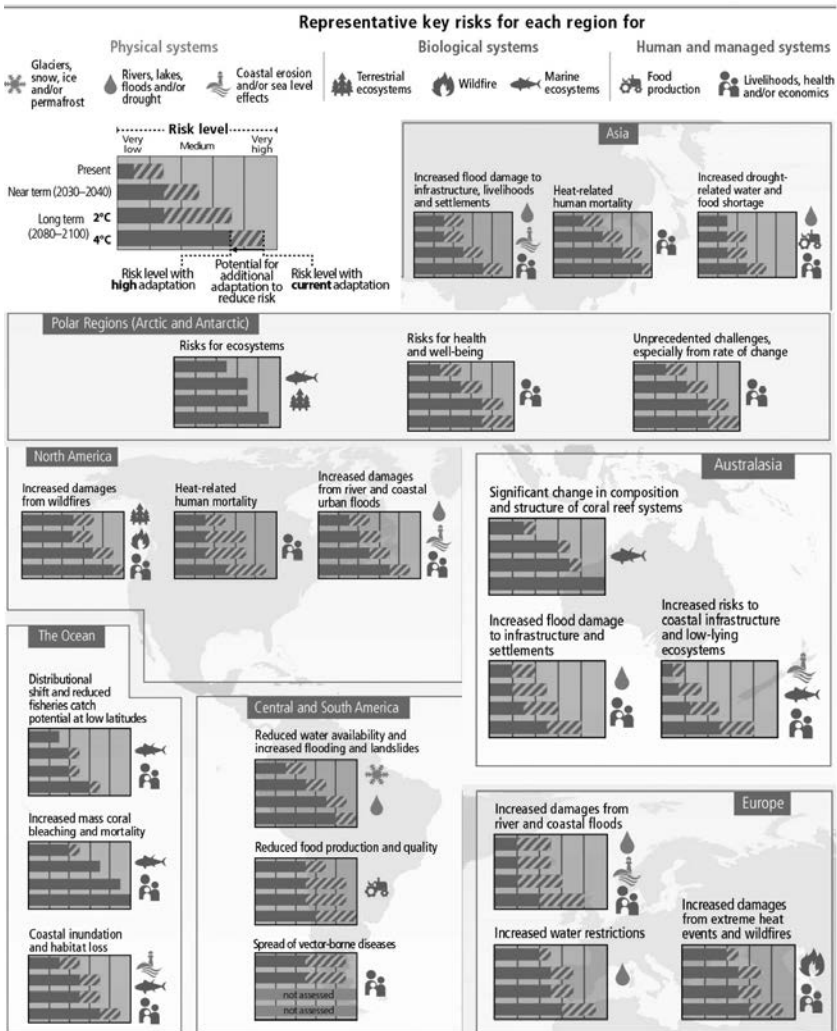 Representative key risks for each region for
Physical systems
Biological systems
Human and managed systems
Glaciers,
snow, ice
and/or
permafrost
Rivers, lakes,
floods and/or
drought
Coastal erosion
and/or sea level
effects
Terrestrial
ecosystems
Wildfire
Marine
ecosystems
Food
production
Livelihoods, health
and/or economics
Risk level
Very
low
Medium
Very
high
Present
Near term (2030–2040)
Long term
(2080–2100)
2°C
4°C
Risk level with
high adaptation
Potential for
additional
adaptation to
reduce risk
Risk level with
current adaptation
Asia
Increased flood damage to
infrastructure, livelihoods
and settlements
Heat-related
human mortality
Increased drought-
related water and
food shortage
Polar Regions (Arctic and Antarctic)
Risks for ecosystems
Risks for health
and well-being
Unprecedented challenges,
especially from rate of change
North America
Increased damages
from wildfires
Heat-related
human mortality
Increased damages
from river and coastal
urban floods
Australasia
Significant change in composition
and structure of coral reef systems
Increased flood damage
to infrastructure and
settlements
Increased risks to
coastal infrastructure
and low-lying
ecosystems
The Ocean
Distributional
shift and reduced
fisheries catch
potential at low latitudes
Increased mass coral
bleaching and mortality
Coastal inundation
and habitat loss
Central and South America
Reduced water availability and
increased flooding and landslides
Reduced food production and quality
Spread of vector-borne diseases
not assessed
not assessed
Europe
Increased damages from
river and coastal floods
Increased water restrictions
Increased damages
from extreme heat
events and wildfires